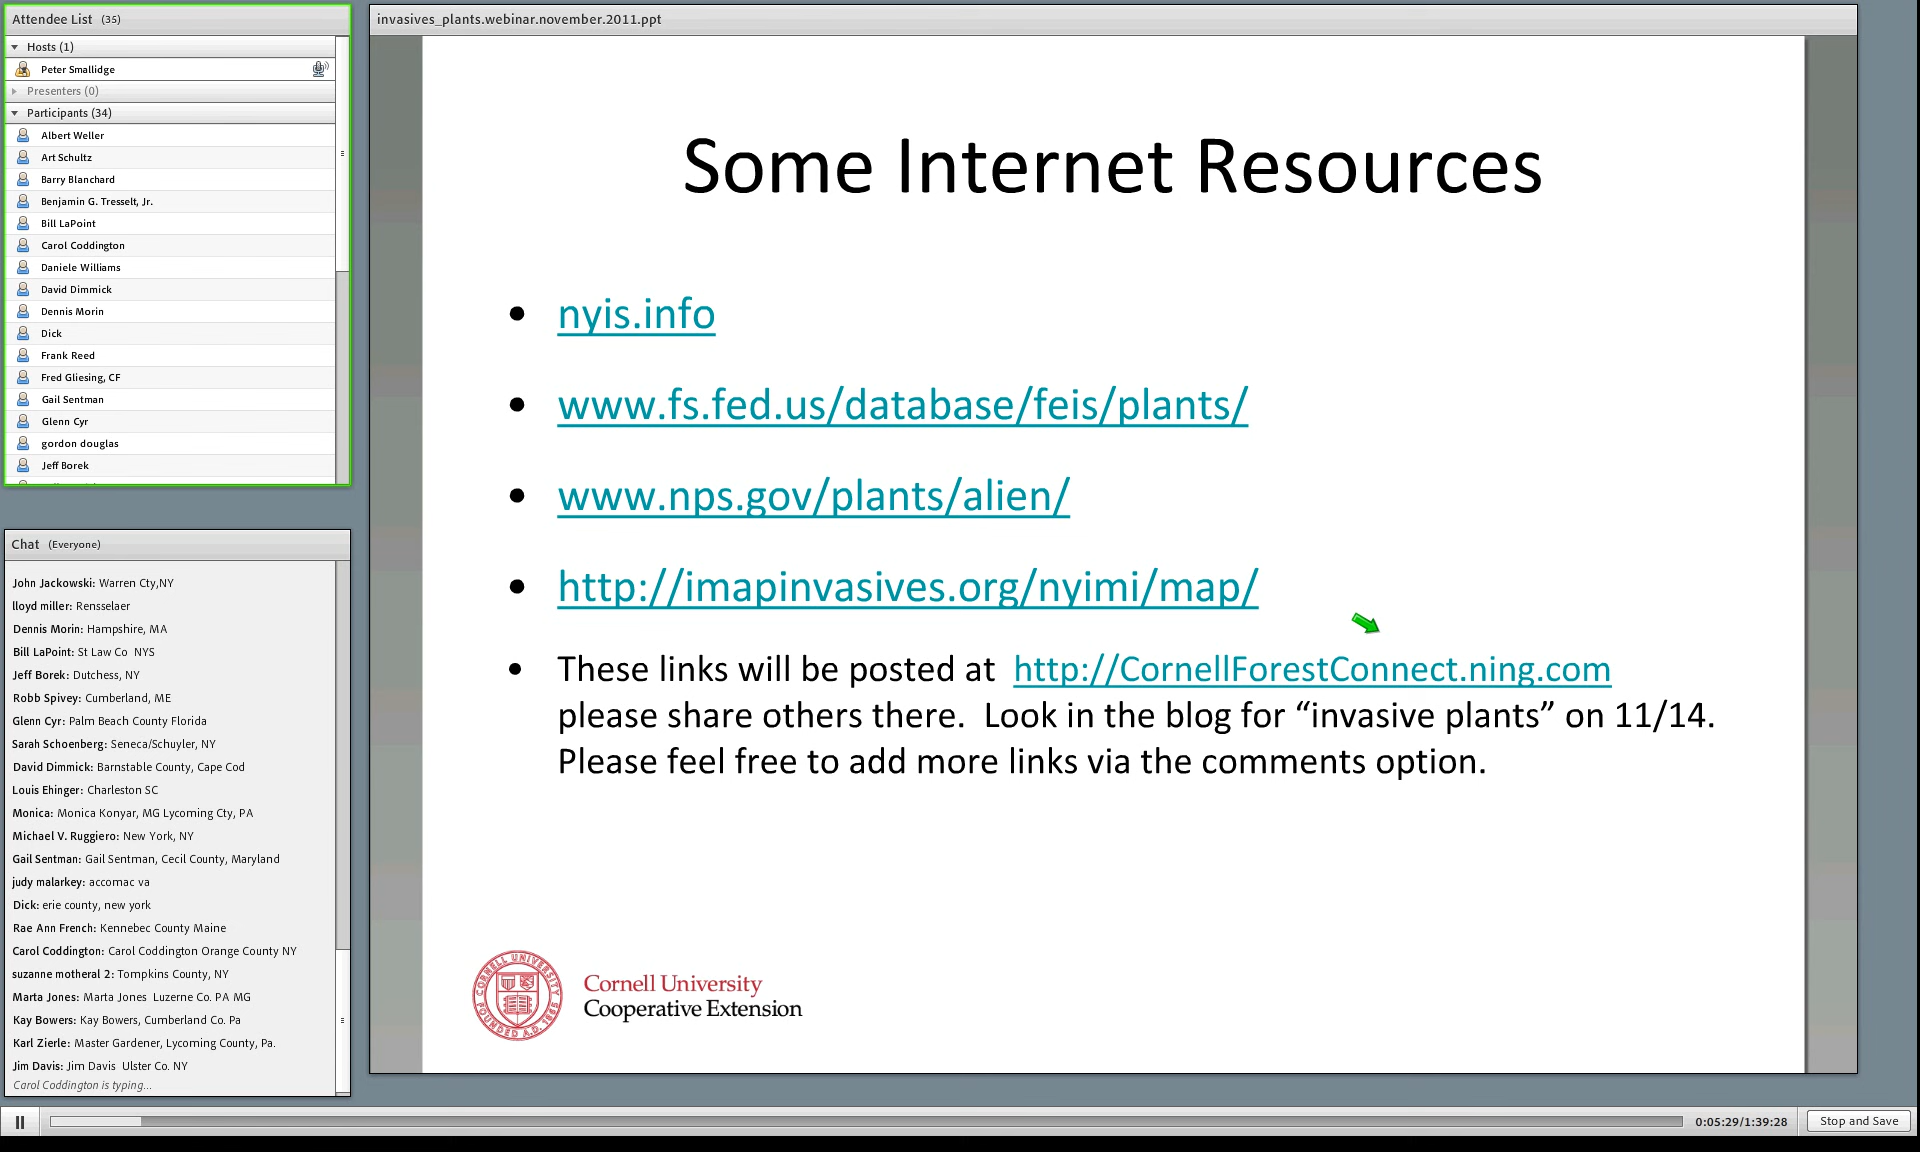 Attendee List (35)
Hosts (1)
Peter Smallidge
Presenters (0)
Participants (34)
Albert Weller
Art Schultz
Barry Blanchard
Benjamin G. Tresselt, Jr.
Bill LaPoint
Carol Coddington
Daniele Williams
David Dimmick
Dennis Morin
Dick
Frank Reed
Fred Gliesing, CF
Gail Sentman
Glenn Cyr
gordon douglas
Jeff Borek
Chat (Everyone)
John Jackowski: Warren Cty,NY
lloyd miller: Rensselaer
Dennis Morin: Hampshire, MA
Bill LaPoint: St Law Co NYS
Jeff Borek: Dutchess, NY
Robb Spivey: Cumberland, ME
Glenn Cyr: Palm Beach County Florida
Sarah Schoenberg: Seneca/Schuyler, NY
David Dimmick: Barnstable County, Cape Cod
Louis Ehinger: Charleston SC
Monica: Monica Konyar, MG Lycoming Cty, PA
Michael V. Ruggiero: New York, NY
Gail Sentman: Gail Sentman, Cecil County, Maryland
judy malarkey: accomac va
Dick: erie county, new york
Rae Ann French: Kennebec County Maine
Carol Coddington: Carol Coddington Orange County NY
suzanne motheral 2: Tompkins County, NY
Marta Jones: Marta Jones Luzerne Co. PA MG
Kay Bowers: Kay Bowers, Cumberland Co. Pa
Karl Zierle: Master Gardener, Lycoming County, Pa.
Jim Davis: Jim Davis Ulster Co. NY
Carol Coddington is typing...
invasives_plants.webinar.november.2011.ppt
Some Internet Resources
• nyis.info
• www.fs.fed.us/database/feis/plants/
• www.nps.gov/plants/alien/
• http://imapinvasives.org/nyimi/map/
• These links will be posted at http://CornellForestConnect.ning.com
please share others there. Look in the blog for “invasive plants” on 11/14.
Please feel free to add more links via the comments option.
CORNELL UNIVERSITY
FOUNDED A.D. 1865
Cornell University
Cooperative Extension
0:05:29/1:39:28
Stop and Save